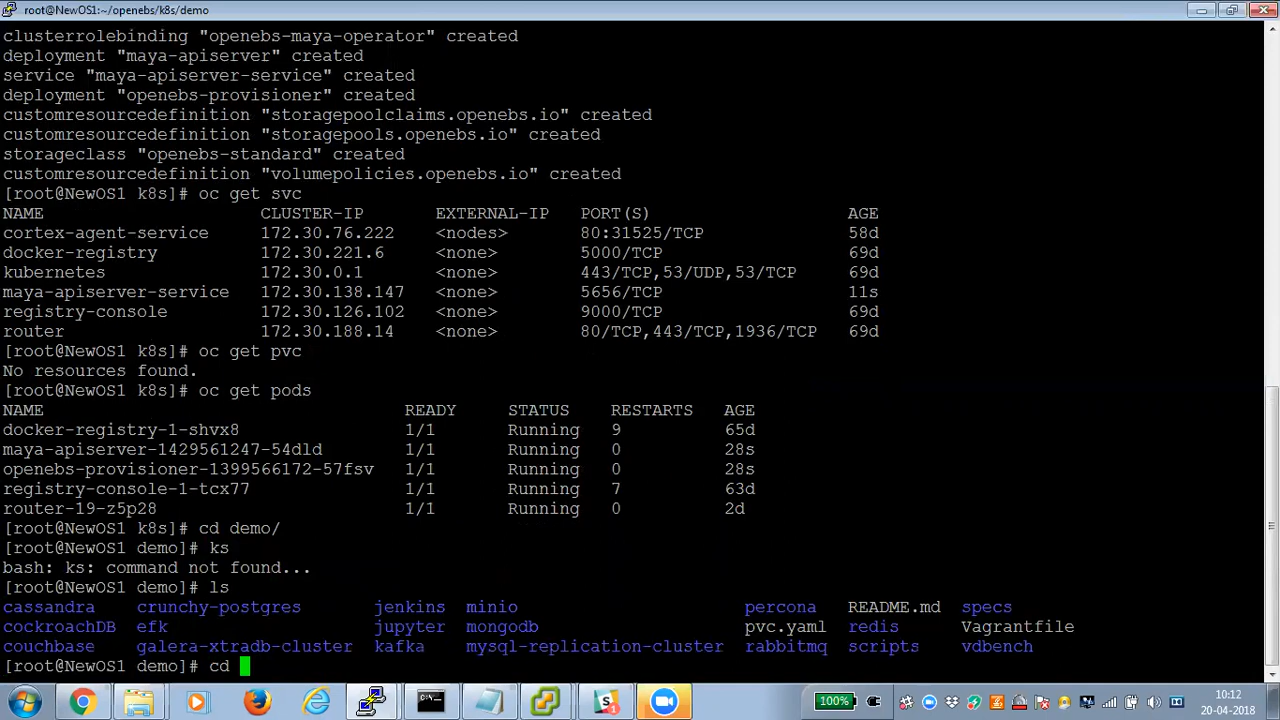 root@NewOS1:~/openebs/k8s/demo
clusterrolebinding "openebs-maya-operator" created
deployment "maya-apiserver" created
service "maya-apiserver-service" created
deployment "openebs-provisioner" created
customresourcedefinition "storagepoolclaims.openebs.io" created
customresourcedefinition "storagepools.openebs.io" created
storageclass "openebs-standard" created
customresourcedefinition "volumepolicies.openebs.io" created
[root@NewOS1 k8s]# oc get svc
NAME CLUSTER-IP EXTERNAL-IP PORT(S) AGE
cortex-agent-service 172.30.76.222 <nodes> 80:31525/TCP 58d
docker-registry 172.30.221.6 <none> 5000/TCP 69d
kubernetes 172.30.0.1 <none> 443/TCP,53/UDP,53/TCP 69d
maya-apiserver-service 172.30.138.147 <none> 5656/TCP 11s
registry-console 172.30.126.102 <none> 9000/TCP 69d
router 172.30.188.14 <none> 80/TCP,443/TCP,1936/TCP 69d
[root@NewOS1 k8s]# oc get pvc
No resources found.
[root@NewOS1 k8s]# oc get pods
NAME READY STATUS RESTARTS AGE
docker-registry-1-shvx8 1/1 Running 9 65d
maya-apiserver-1429561247-54dld 1/1 Running 0 28s
openebs-provisioner-1399566172-57fsv 1/1 Running 0 28s
registry-console-1-tcx77 1/1 Running 7 63d
router-19-z5p28 1/1 Running 0 2d
[root@NewOS1 k8s]# cd demo/
[root@NewOS1 demo]# ks
bash: ks: command not found...
[root@NewOS1 demo]# ls
cassandra crunchy-postgres jenkins minio percona README.md specs
cockroachDB efk jupyter mongodb pvc.yaml redis Vagrantfile
couchbase galera-xtradb-cluster kafka mysql-replication-cluster rabbitmq scripts vdbench
[root@NewOS1 demo]# cd
100%
10:12
20-04-2018